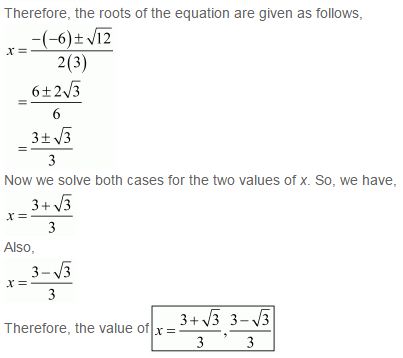 Therefore, the roots of the equation are given as follows,
x = \frac{-(-6) ± \sqrt{12}}{2(3)}
= \frac{6 ± 2\sqrt{3}}{6}
= \frac{3 ± \sqrt{3}}{3}
Now we solve both cases for the two values of x. So, we have,
x = \frac{3 + \sqrt{3}}{3}
Also,
x = \frac{3 - \sqrt{3}}{3}
Therefore, the value of x = \frac{3 + \sqrt{3}}{3}, \frac{3 - \sqrt{3}}{3}